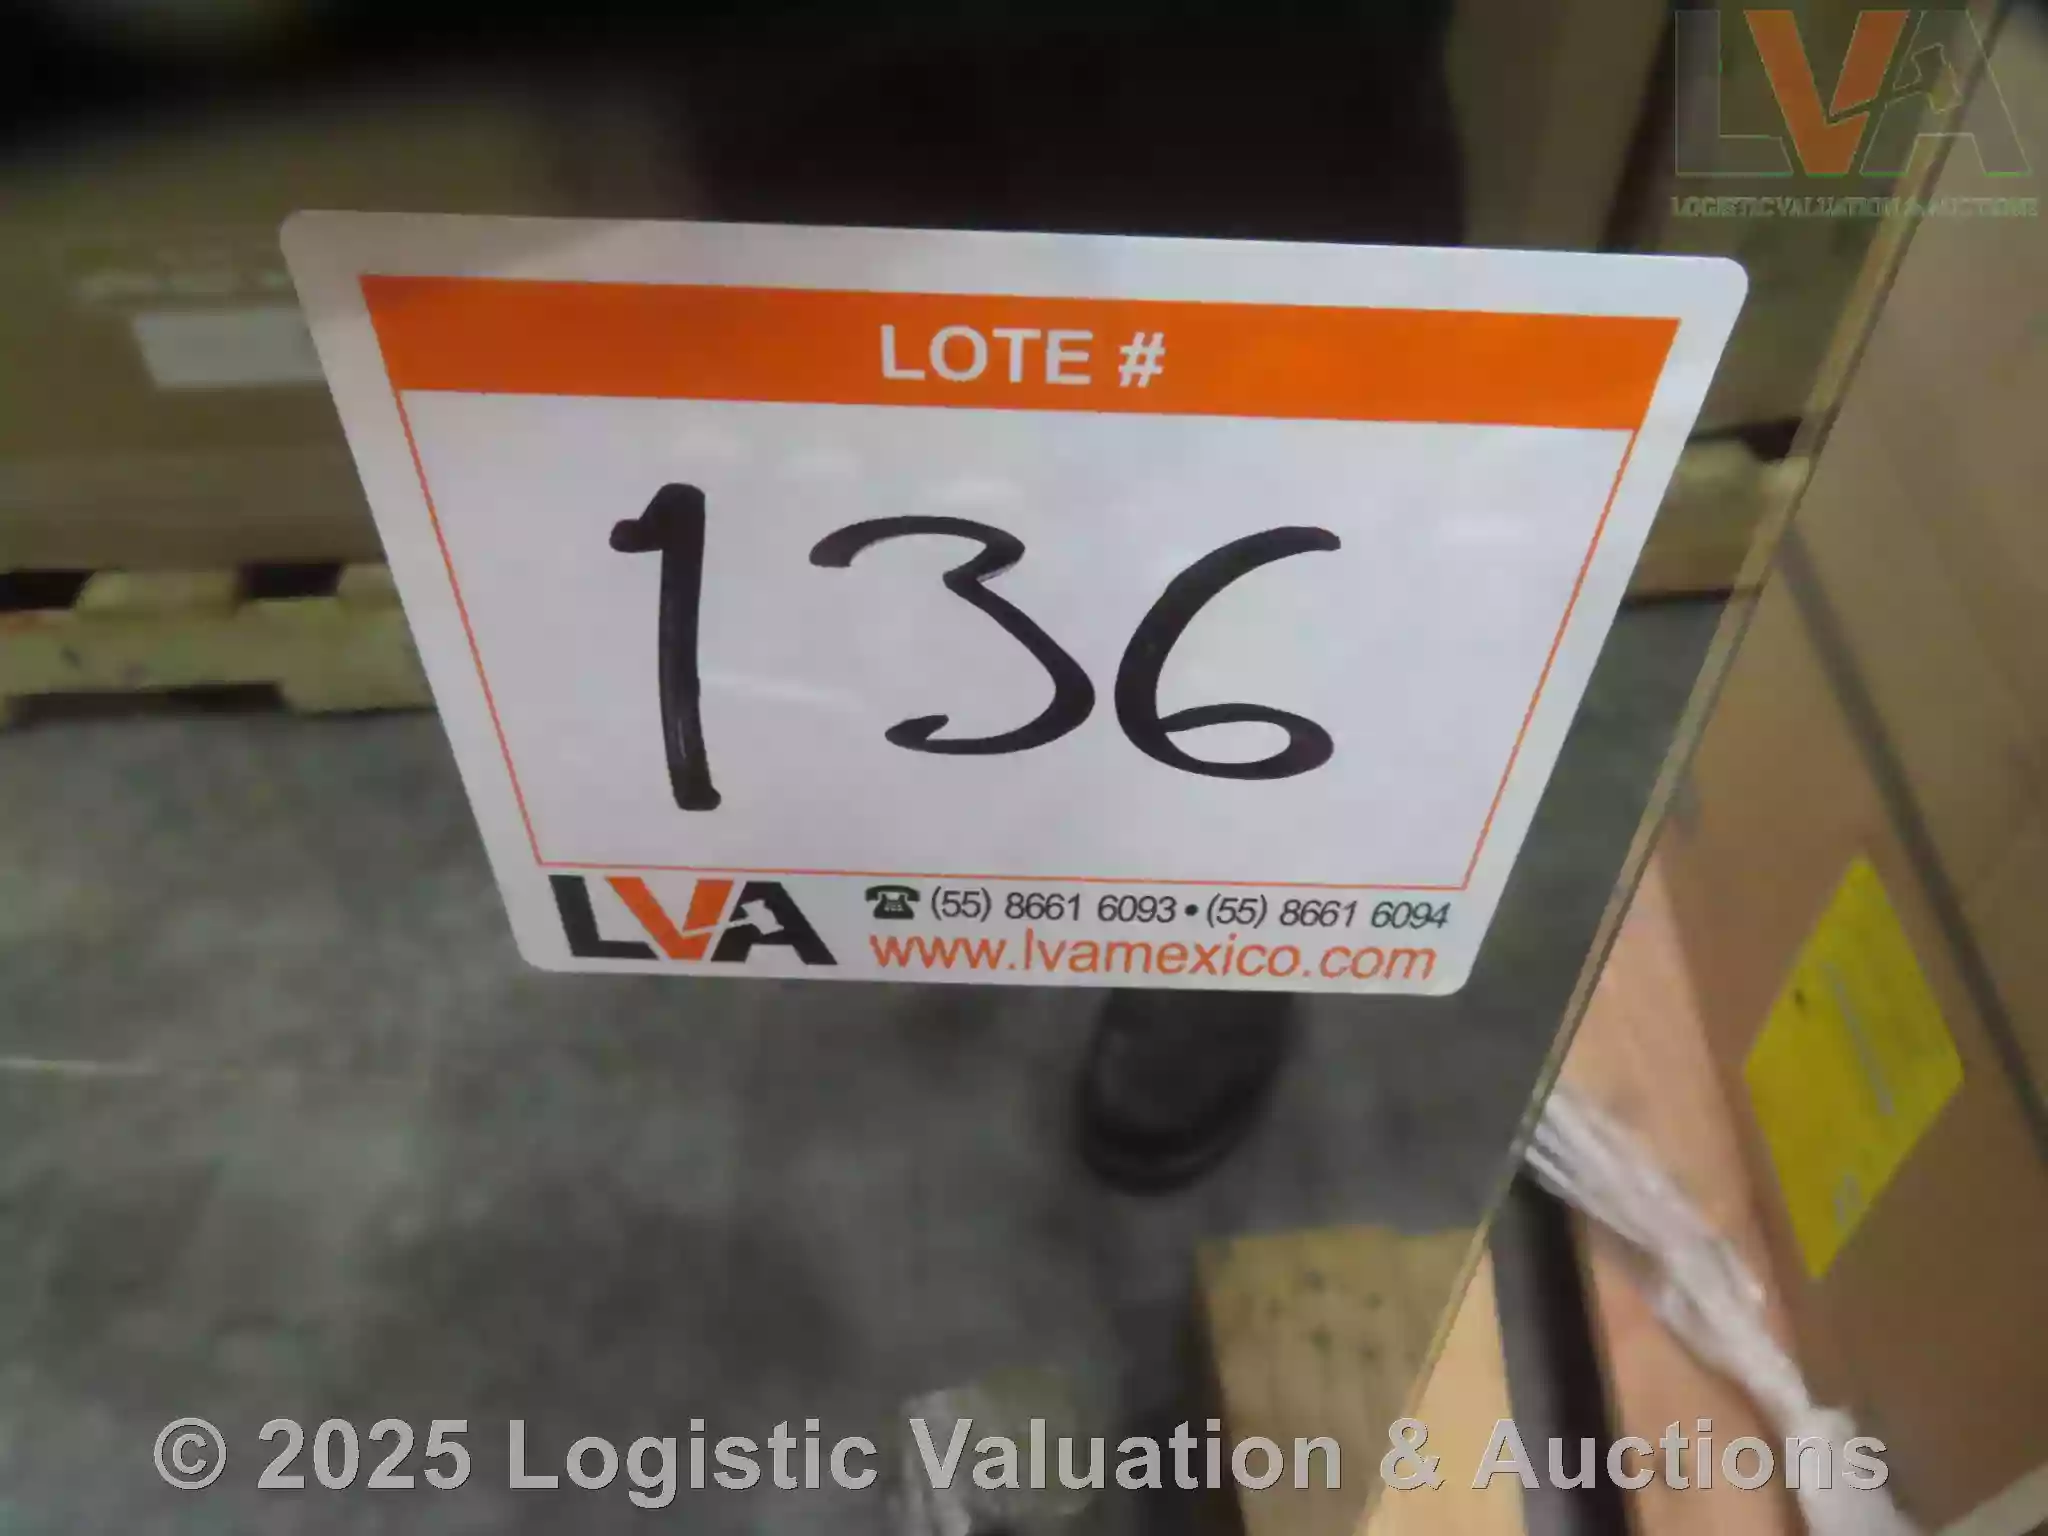 LVA
LOGISTIC VALUATION & AUCTIONS
LOTE #
136
LVA
(55) 8661 6093 • (55) 8661 6094
www.lvamexico.com
© 2025 Logistic Valuation & Auctions